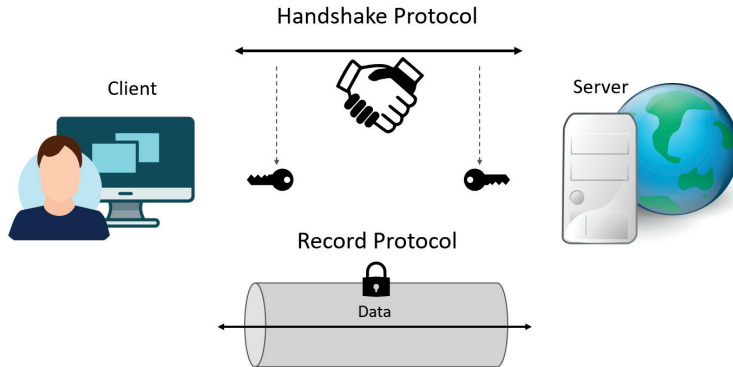 Handshake Protocol
Client
Server
Record Protocol
Data